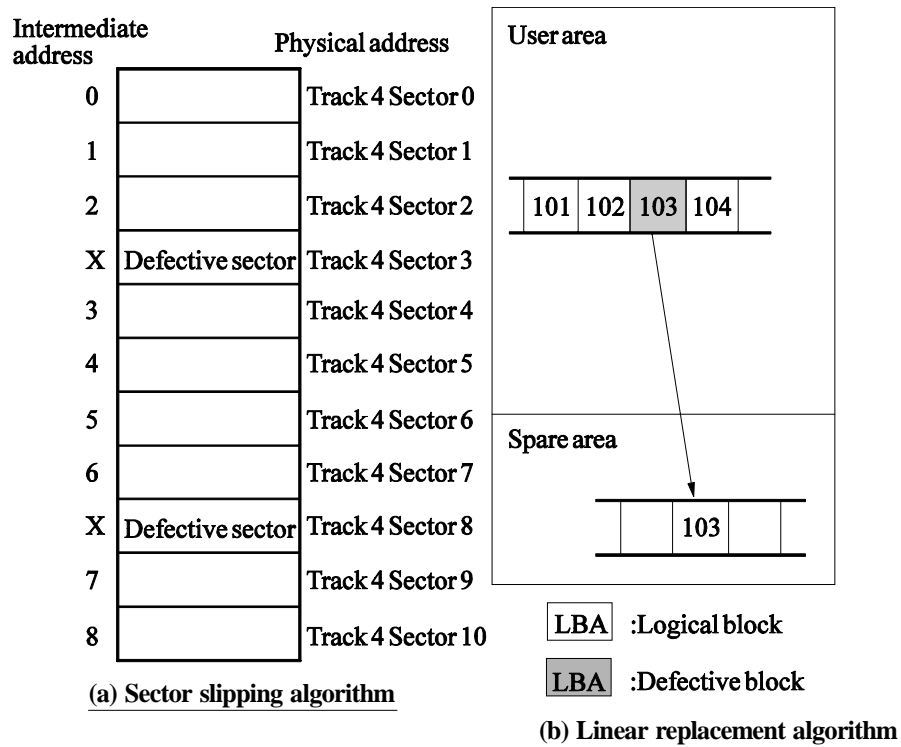 Intermediate
address
Physical address
0 Track 4 Sector 0
1 Track 4 Sector 1
2 Track 4 Sector 2
X Defective sector Track 4 Sector 3
3 Track 4 Sector 4
4 Track 4 Sector 5
5 Track 4 Sector 6
6 Track 4 Sector 7
X Defective sector Track 4 Sector 8
7 Track 4 Sector 9
8 Track 4 Sector 10
(a) Sector slipping algorithm
User area
101 102 103 104
Spare area
103
LBA :Logical block
LBA :Defective block
(b) Linear replacement algorithm